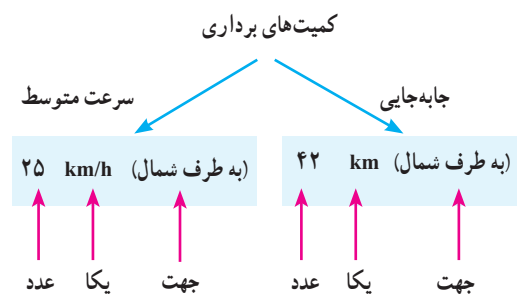 کمیت‌های برداری
جابه‌جایی
سرعت متوسط
۴۲ km (به طرف شمال)
۲۵ km/h (به طرف شمال)
جهت یکا عدد
جهت یکا عدد